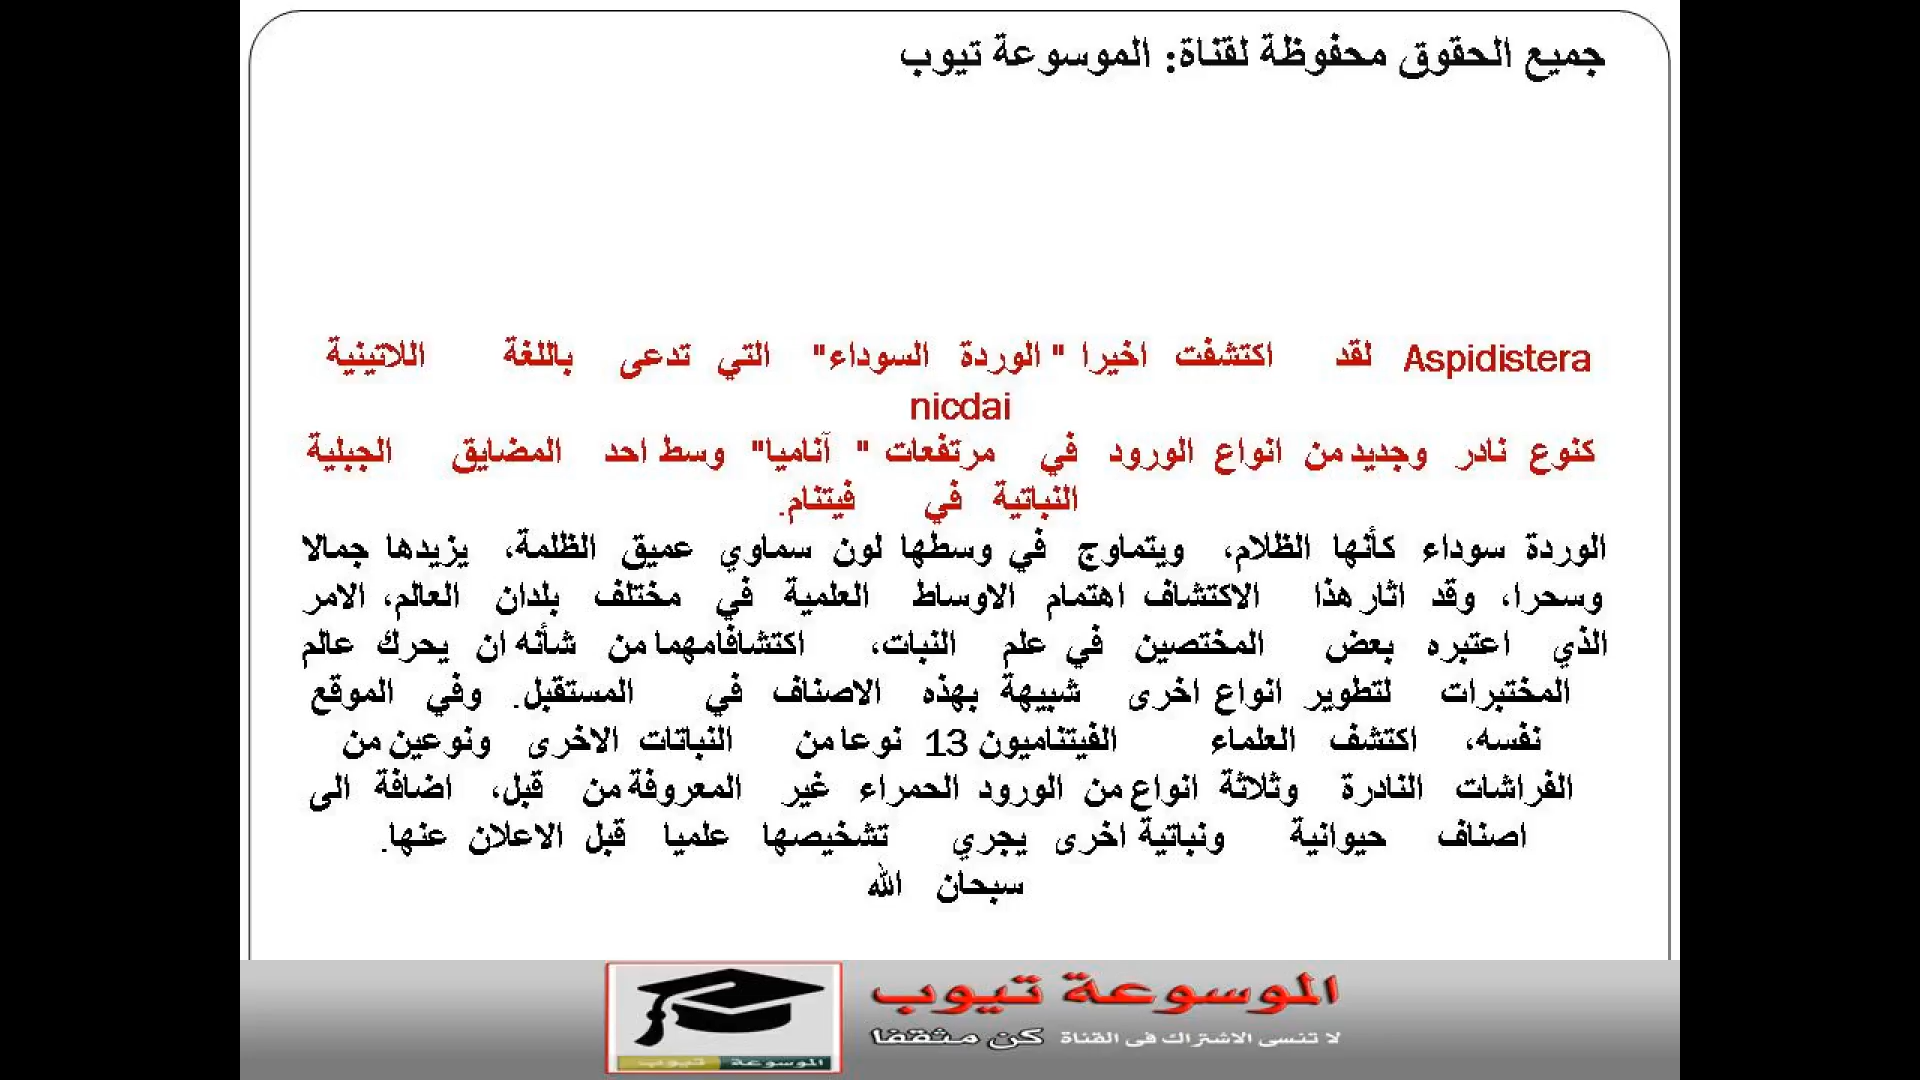 جميع الحقوق محفوظة لقناة: الموسوعة تيوب
Aspidistera لقد اكتشفت اخيرا " الوردة السوداء" التي تدعى باللغة اللاتينية
nicdai
كنوع نادر وجديد من انواع الورود في مرتفعات " آناميا" وسط احد المضايق الجبلية
النباتية في فيتنام.
الوردة سوداء كأنها الظلام، ويتماوج في وسطها لون سماوي عميق الظلمة، يزيدها جمالا
وسحرا، وقد اثار هذا الاكتشاف اهتمام الاوساط العلمية في مختلف بلدان العالم، الامر
الذي اعتبره بعض المختصين في علم النبات، اكتشافامهما من شأنه ان يحرك عالم
المختبرات لتطوير انواع اخرى شبيهة بهذه الاصناف في المستقبل. وفي الموقع
نفسه، اكتشف العلماء الفيتناميون 13 نوعا من النباتات الاخرى ونوعين من
الفراشات النادرة وثلاثة انواع من الورود الحمراء غير المعروفة من قبل، اضافة الى
اصناف حيوانية ونباتية اخرى يجري تشخيصها علميا قبل الاعلان عنها.
سبحان الله
الموسوعة تيوب
لا تنسى الاشتراك فى القناة كن مثقفا
الموسوعة تيوب